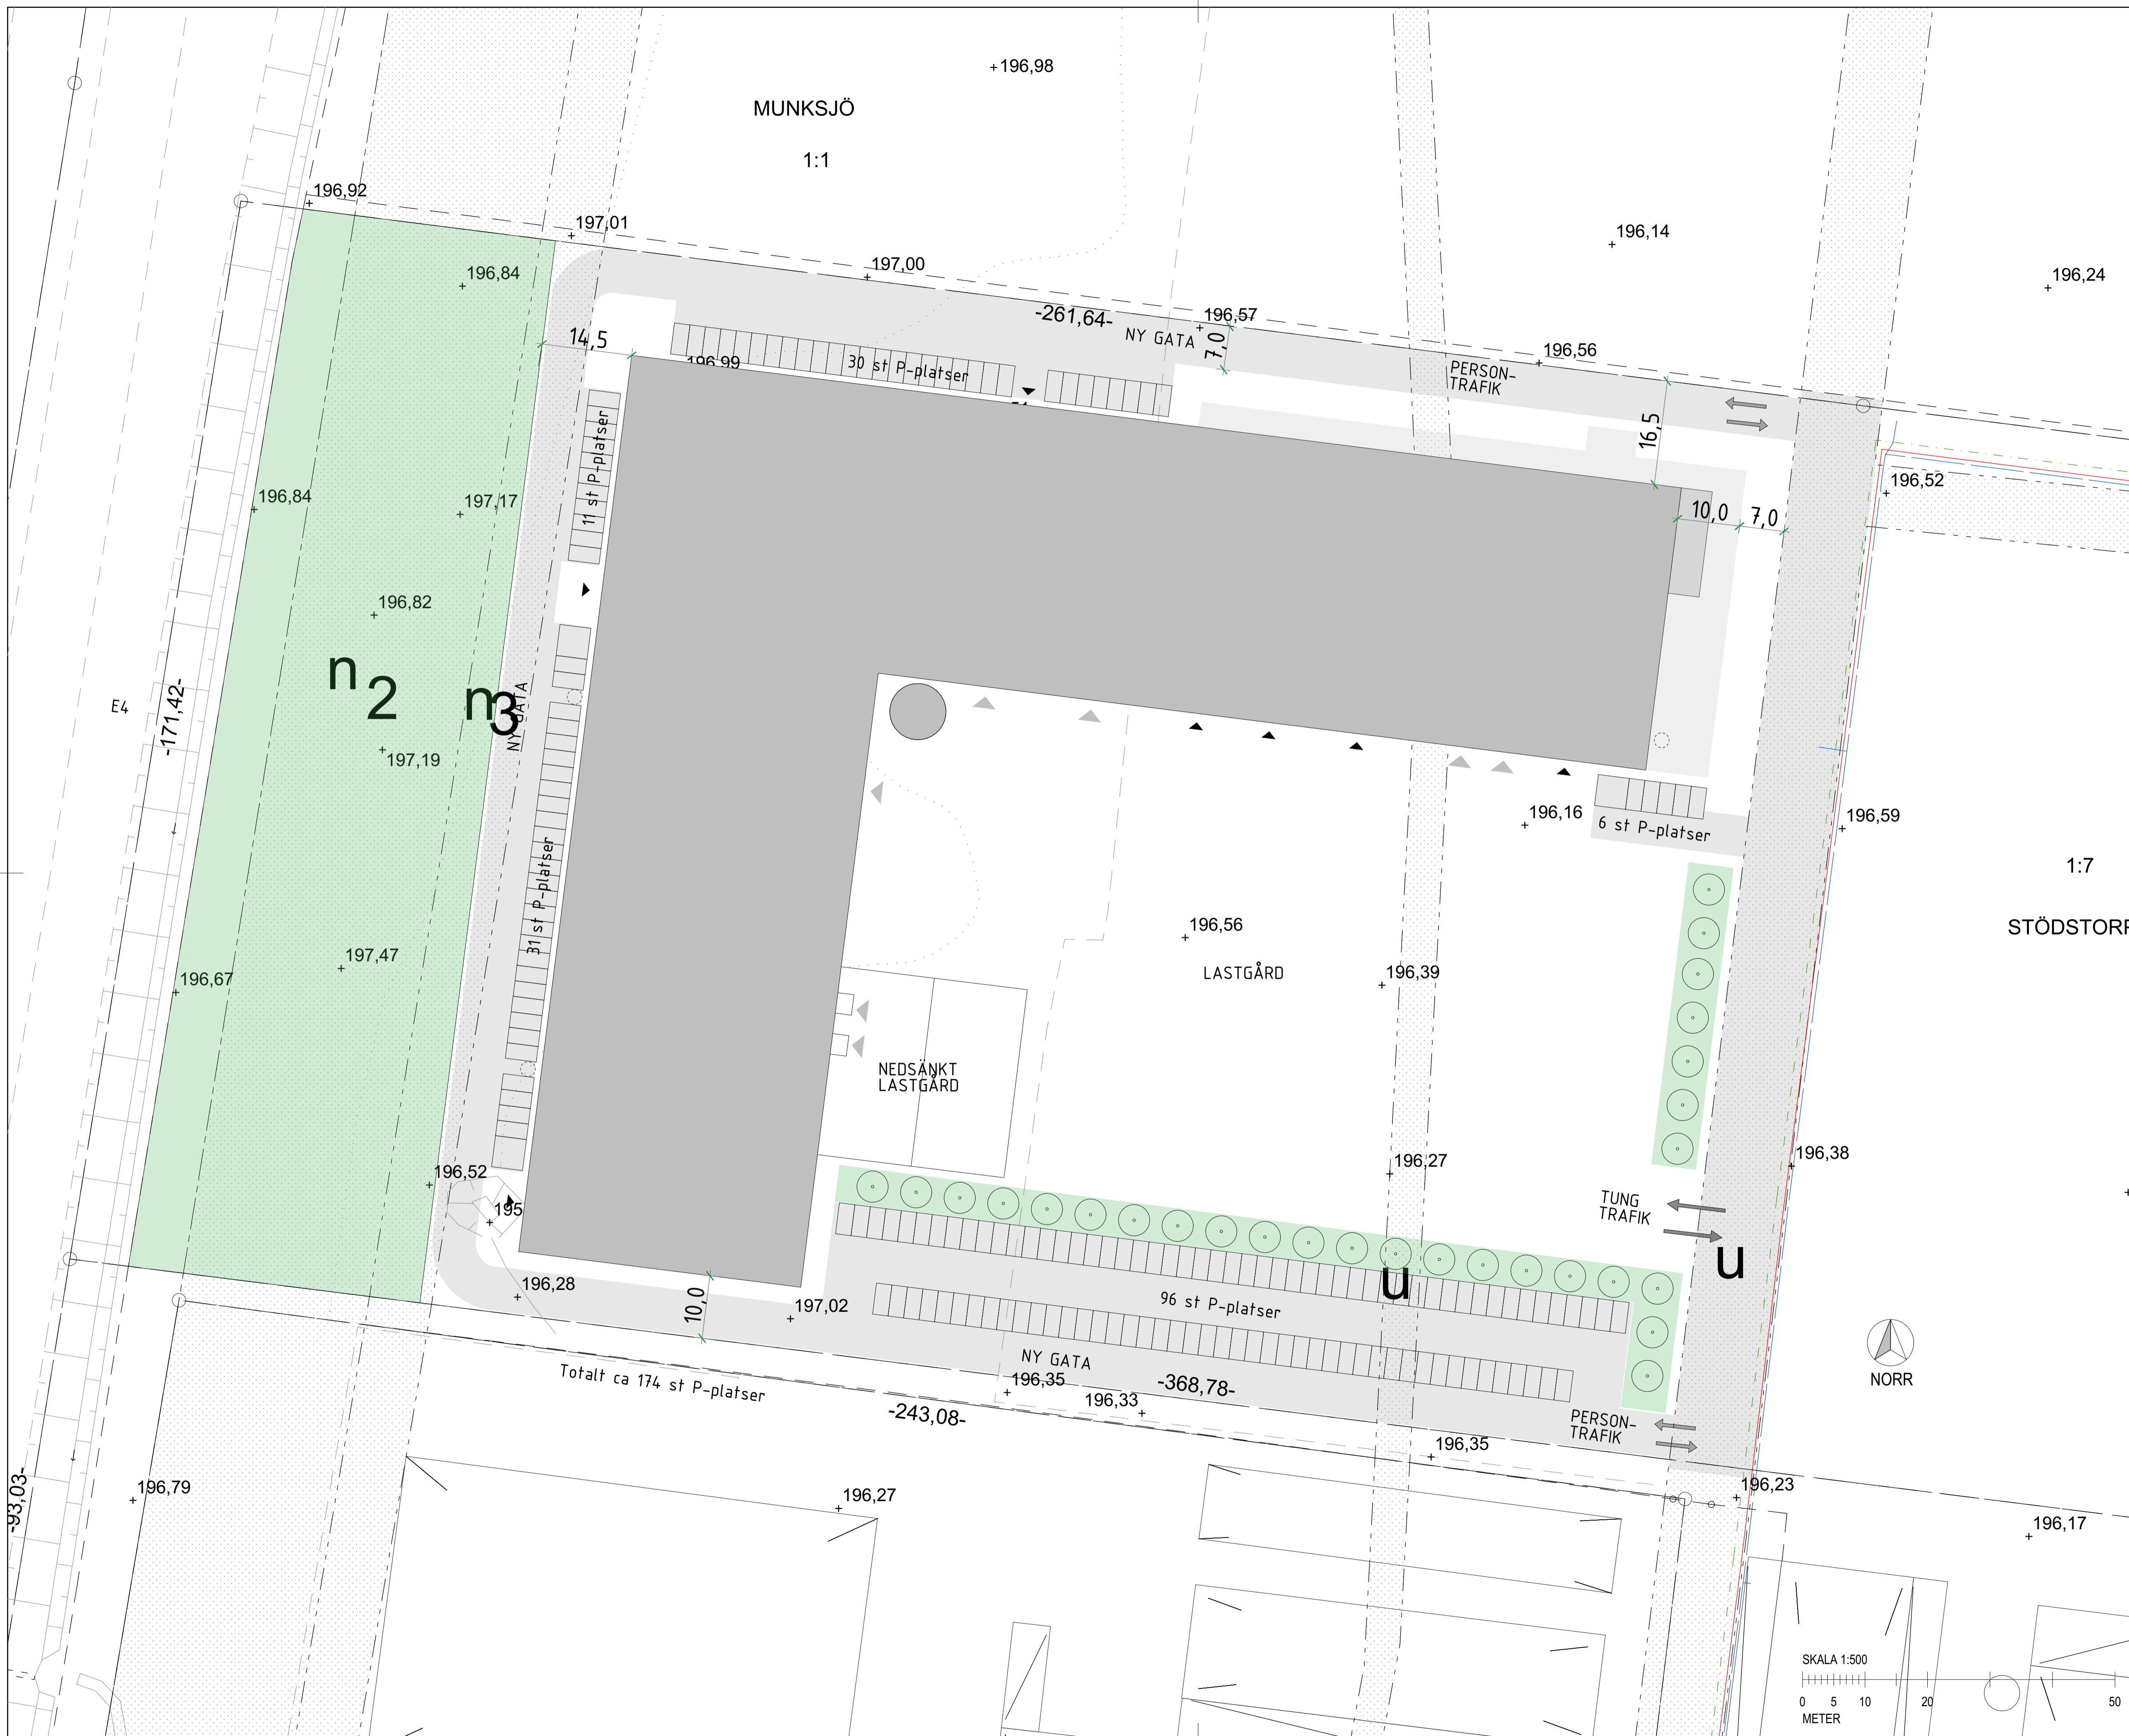 +196,98
MUNKSJÖ
1:1
196,92
197,01
196,14
196,84
197,00
196,24
-261,64-
NY GATA
196,57
7,0
14,5
196,99
30 st P-platser
196,56
PERSON-
TRAFIK
16,5
11 st P-platser
196,84
197,17
196,52
10,0
7,0
196,82
n 2
n 3
NY GATA
E4
-171,42-
197,19
196,16
6 st P-platser
196,59
1:7
31 st P-platser
STÖDSTORP
196,56
197,47
196,67
LASTGÅRD
196,39
NEDSÄNKT
LASTGÅRD
196,27
196,38
196,52
195
TUNG
TRAFIK
u
u
196,28
10,0
197,02
96 st P-platser
NY GATA
Totalt ca 174 st P-platser
196,35
-368,78-
NORR
196,33
-243,08-
PERSON-
TRAFIK
196,35
196,79
-93,03-
196,27
196,23
196,17
SKALA 1:500
0 5 10 20 50
METER